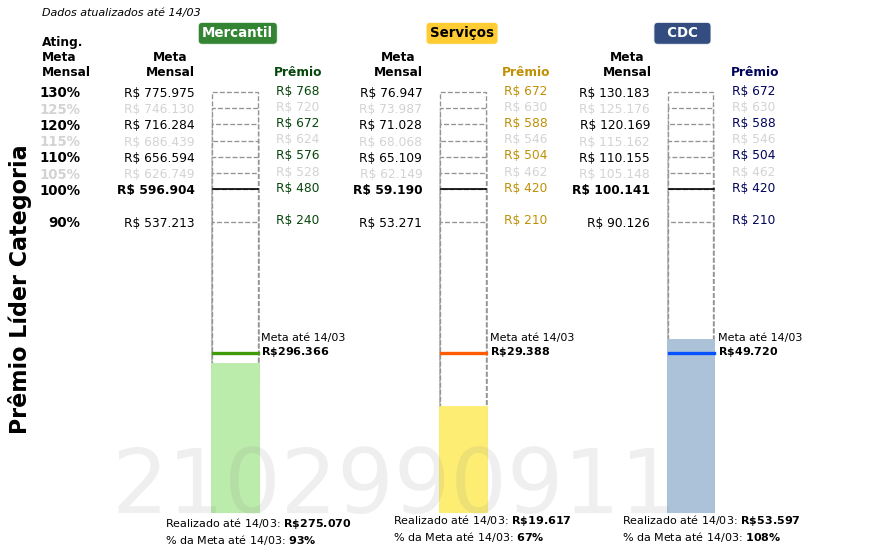 Dados atualizados até 14/03
Mercantil Serviços CDC
Ating.
Meta Meta Meta Meta
Mensal Mensal Prêmio Mensal Prêmio Mensal Prêmio
130% R$ 775.975 R$ 768 R$ 76.947 R$ 672 R$ 130.183 R$ 672
125% R$ 746.130 R$ 720 R$ 73.987 R$ 630 R$ 125.176 R$ 630
120% R$ 716.284 R$ 672 R$ 71.028 R$ 588 R$ 120.169 R$ 588
115% R$ 686.439 R$ 624 R$ 68.068 R$ 546 R$ 115.162 R$ 546
110% R$ 656.594 R$ 576 R$ 65.109 R$ 504 R$ 110.155 R$ 504
105% R$ 626.749 R$ 528 R$ 62.149 R$ 462 R$ 105.148 R$ 462
100% R$ 596.904 R$ 480 R$ 59.190 R$ 420 R$ 100.141 R$ 420
90% R$ 537.213 R$ 240 R$ 53.271 R$ 210 R$ 90.126 R$ 210
Prêmio Líder Categoria
Meta até 14/03 Meta até 14/03 Meta até 14/03
R$296.366 R$29.388 R$49.720
2102990911
Realizado até 14/03: R$275.070 Realizado até 14/03: R$19.617 Realizado até 14/03: R$53.597
% da Meta até 14/03: 93% % da Meta até 14/03: 67% % da Meta até 14/03: 108%